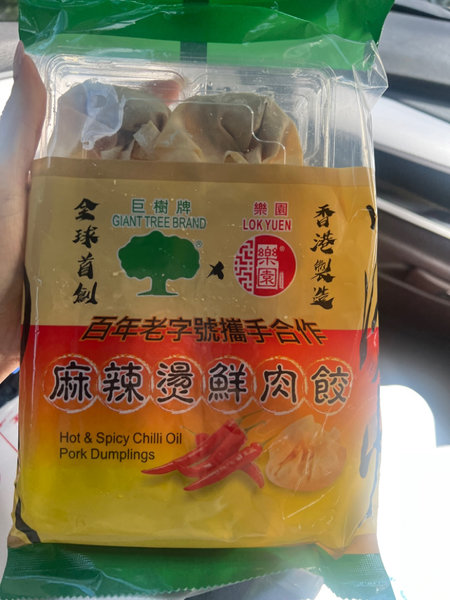 全球首創
巨樹牌
GIANT TREE BRAND
®
x
樂園
LOK YUEN
樂園
®
香港製造
百年老字號攜手合作
麻辣燙鮮肉餃
Hot & Spicy Chilli Oil
Pork Dumplings